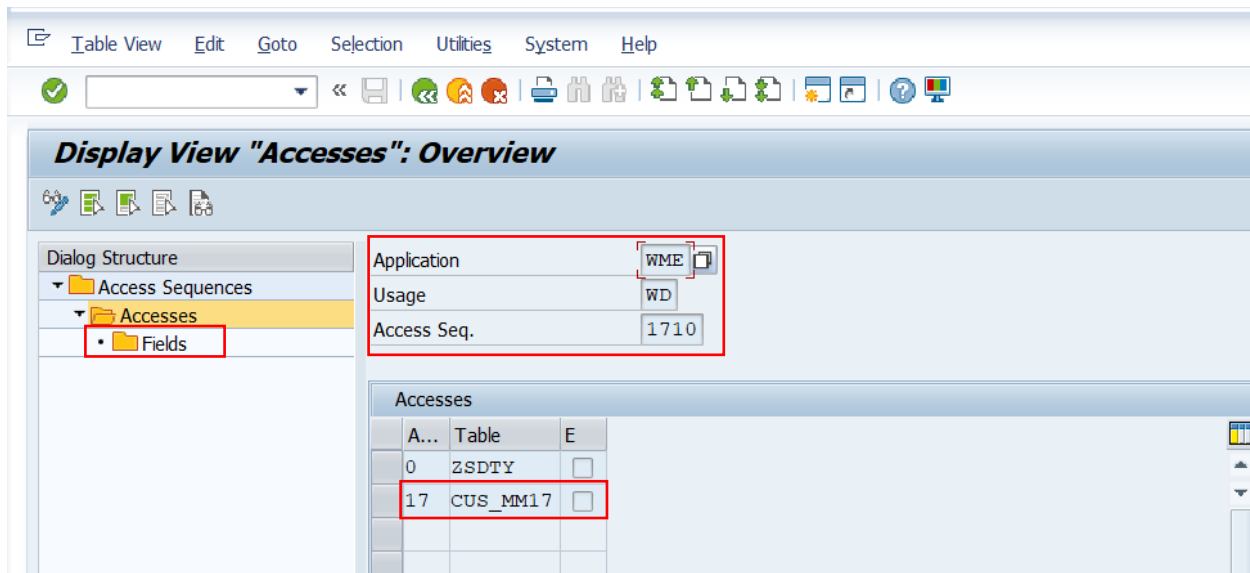 Table View Edit Goto Selection Utilities System Help
Display View "Accesses": Overview
Dialog Structure
Access Sequences
Accesses
Fields
Application WME
Usage WD
Access Seq. 1710
Accesses
A... Table E
0 ZSDTY
17 CUS_MM17